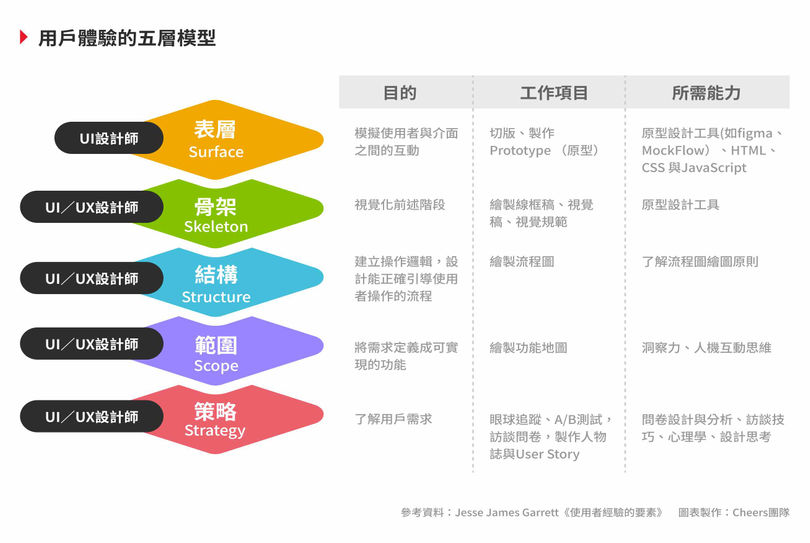 用戶體驗的五層模型
目的
工作項目
所需能力
UI設計師
表層
Surface
模擬使用者與介面
之間的互動
切版、製作
Prototype （原型）
原型設計工具(如figma、
MockFlow）、HTML、
CSS 與JavaScript
UI／UX設計師
骨架
Skeleton
視覺化前述階段
繪製線框稿、視覺
稿、視覺規範
原型設計工具
UI／UX設計師
結構
Structure
建立操作邏輯，設
計能正確引導使用
者操作的流程
繪製流程圖
了解流程圖繪圖原則
UI／UX設計師
範圍
Scope
將需求定義成可實
現的功能
繪製功能地圖
洞察力、人機互動思維
UI／UX設計師
策略
Strategy
了解用戶需求
眼球追蹤、A/B測試，
訪談問卷，製作人物
誌與User Story
問卷設計與分析、訪談技
巧、心理學、設計思考
參考資料：Jesse James Garrett《使用者經驗的要素》 圖表製作：Cheers團隊